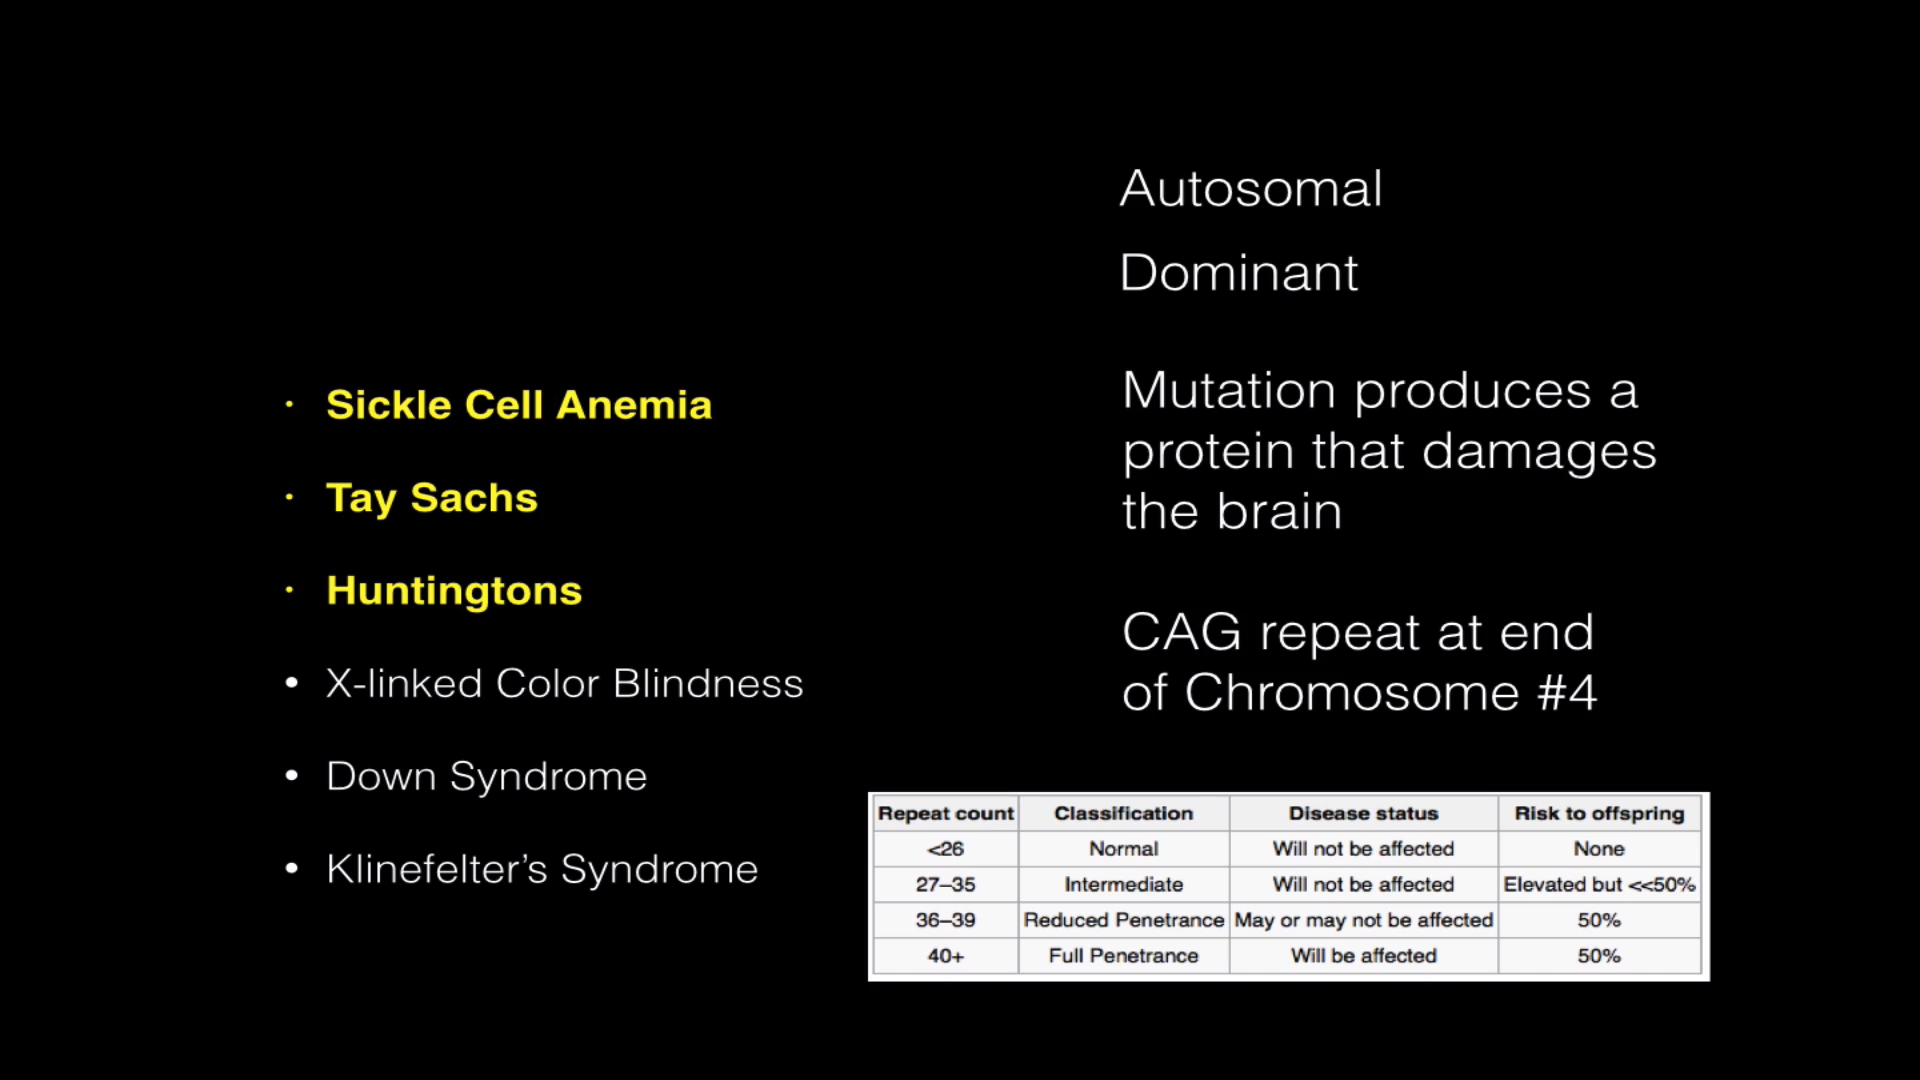 • Sickle Cell Anemia
• Tay Sachs
• Huntingtons
• X-linked Color Blindness
• Down Syndrome
• Klinefelter’s Syndrome
Autosomal
Dominant
Mutation produces a
protein that damages
the brain
CAG repeat at end
of Chromosome #4
Repeat count Classification Disease status Risk to offspring
<26 Normal Will not be affected None
27–35 Intermediate Will not be affected Elevated but <<50%
36–39 Reduced Penetrance May or may not be affected 50%
40+ Full Penetrance Will be affected 50%